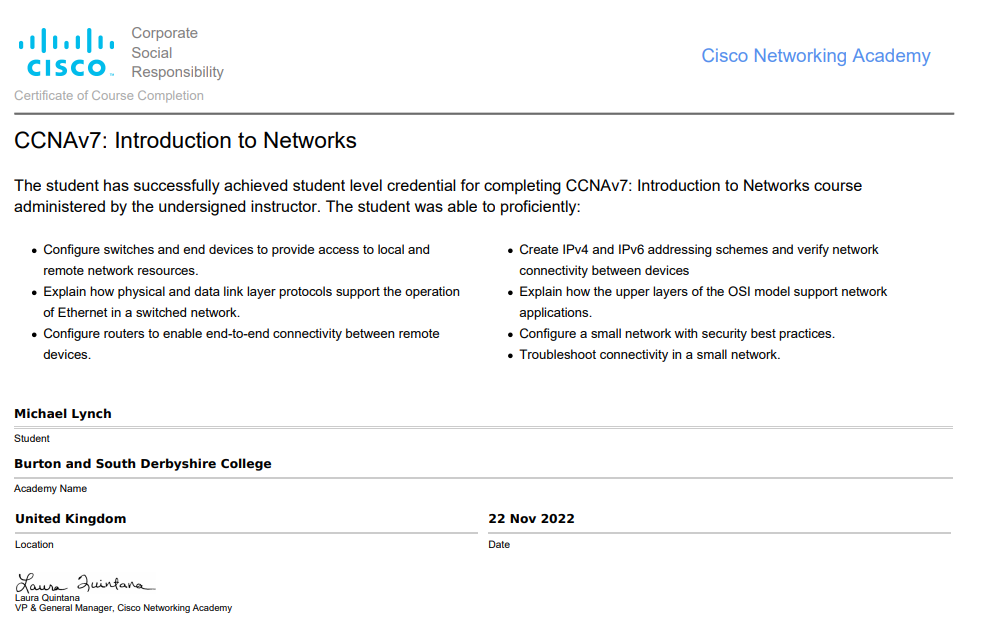 Corporate
Social
Responsibility
CISCO
Cisco Networking Academy
Certificate of Course Completion
CCNAv7: Introduction to Networks
The student has successfully achieved student level credential for completing CCNAv7: Introduction to Networks course
administered by the undersigned instructor. The student was able to proficiently:
• Configure switches and end devices to provide access to local and
remote network resources.
• Explain how physical and data link layer protocols support the operation
of Ethernet in a switched network.
• Configure routers to enable end-to-end connectivity between remote
devices.
• Create IPv4 and IPv6 addressing schemes and verify network
connectivity between devices
• Explain how the upper layers of the OSI model support network
applications.
• Configure a small network with security best practices.
• Troubleshoot connectivity in a small network.
Michael Lynch
Student
Burton and South Derbyshire College
Academy Name
United Kingdom
Location
22 Nov 2022
Date
Laura Quintana
Laura Quintana
VP & General Manager, Cisco Networking Academy